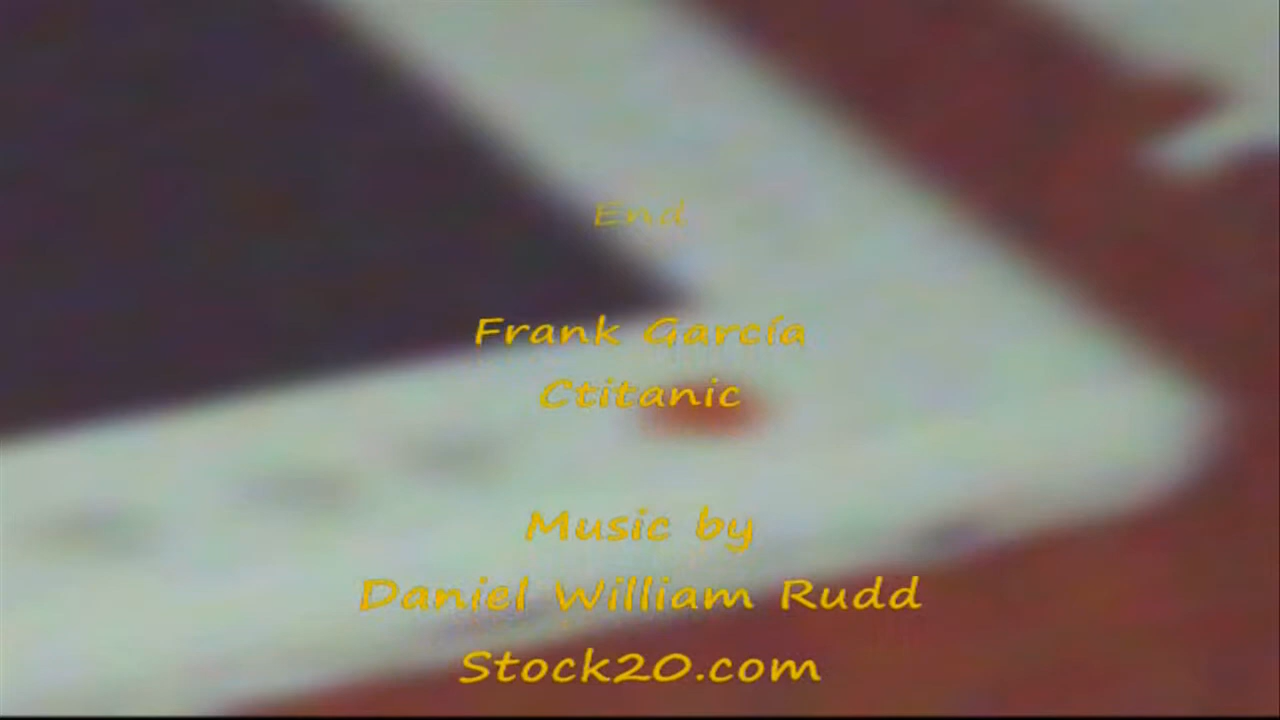 End
Frank García
Ctitanic
Music by
Daniel William Rudd
Stock20.com